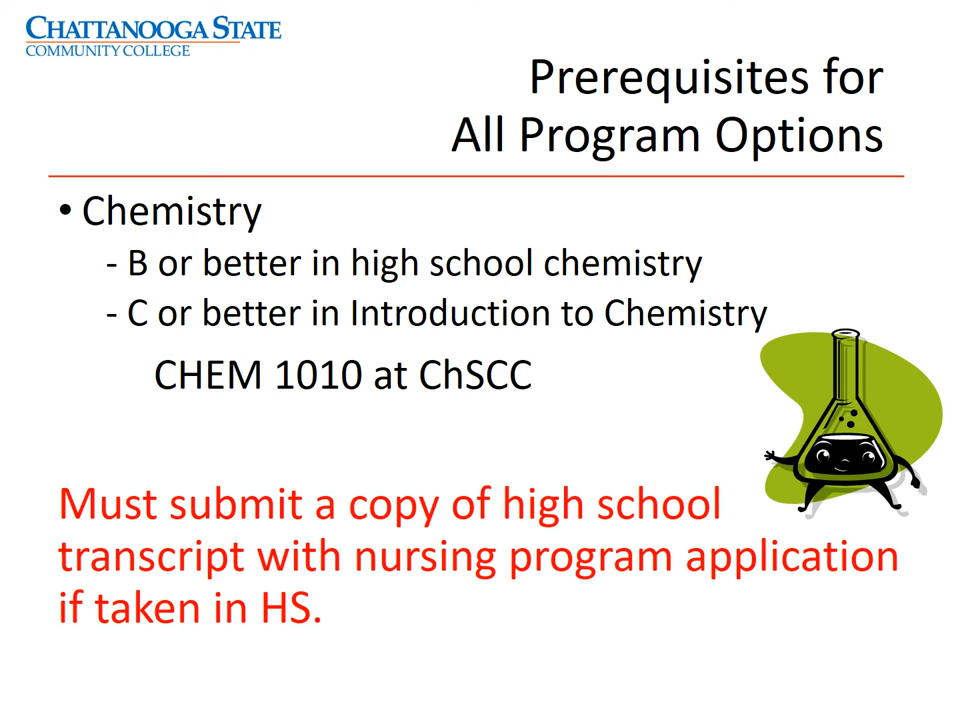 CHATTANOOGA STATE
COMMUNITY COLLEGE
Prerequisites for
All Program Options
• Chemistry
- B or better in high school chemistry
- C or better in Introduction to Chemistry
CHEM 1010 at ChSCC
Must submit a copy of high school
transcript with nursing program application
if taken in HS.